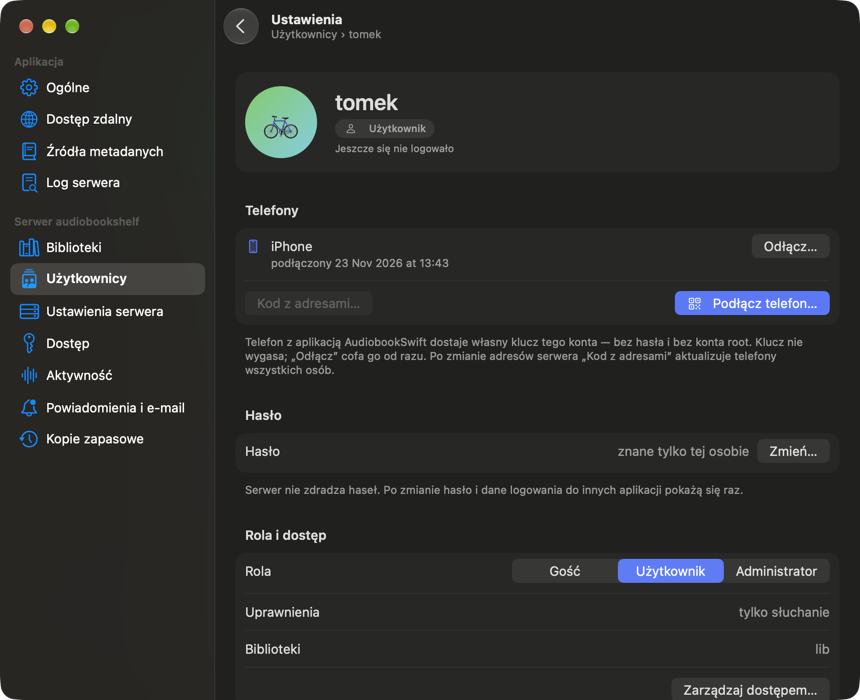 Ustawienia
Użytkownicy › tomek
Aplikacja
Ogólne
Dostęp zdalny
Źródła metadanych
Log serwera
Serwer audiobookshelf
Biblioteki
Użytkownicy
Ustawienia serwera
Dostęp
Aktywność
Powiadomienia i e-mail
Kopie zapasowe
tomek
Użytkownik
Jeszcze się nie logowało
Telefony
iPhone
podłączony 23 Nov 2026 at 13:43
Odłącz...
Kod z adresami...
Podłącz telefon...
Telefon z aplikacją AudiobookSwift dostaje własny klucz tego konta — bez hasła i bez konta root. Klucz nie
wygasa; „Odłącz” cofa go od razu. Po zmianie adresów serwera „Kod z adresami” aktualizuje telefony
wszystkich osób.
Hasło
Hasło
znane tylko tej osobie
Zmień...
Serwer nie zdradza haseł. Po zmianie hasło i dane logowania do innych aplikacji pokażą się raz.
Rola i dostęp
Rola
Gość
Użytkownik
Administrator
Uprawnienia
tylko słuchanie
Biblioteki
lib
Zarządzaj dostępem...